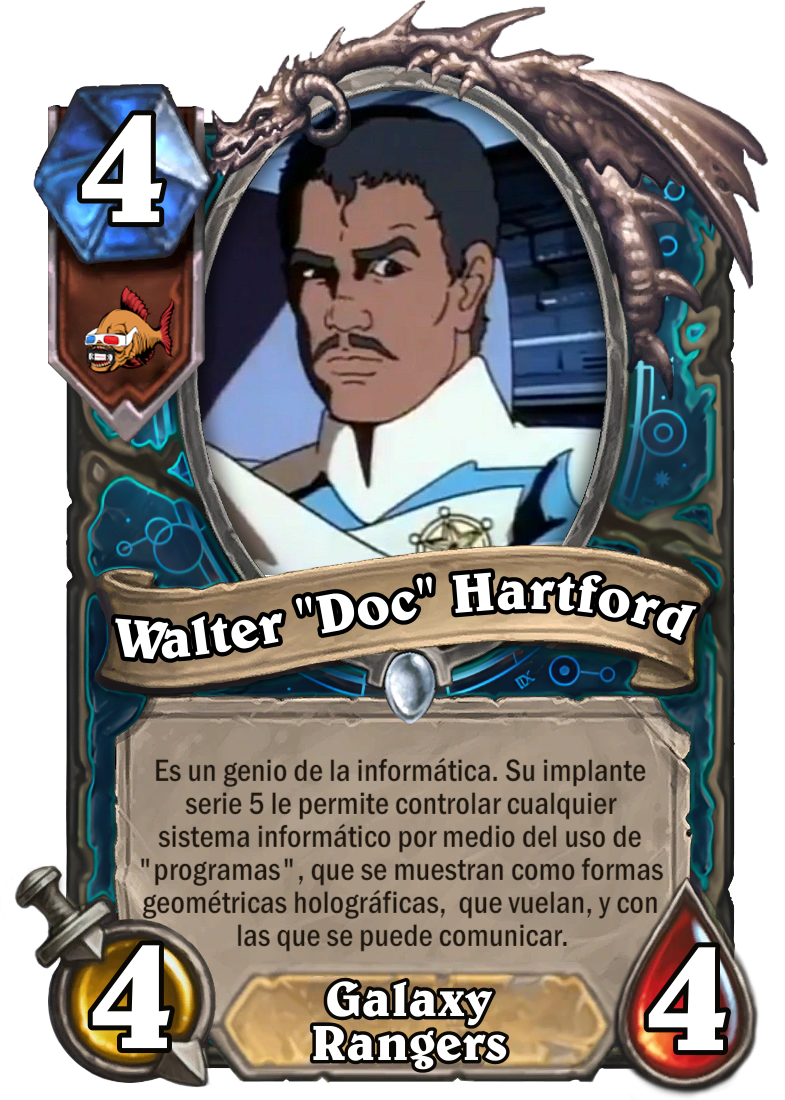 4
Walter "Doc" Hartford
Es un genio de la informática. Su implante
serie 5 le permite controlar cualquier
sistema informático por medio del uso de
"programas", que se muestran como formas
geométricas holográficas, que vuelan, y con
las que se puede comunicar.
4
Galaxy
Rangers
4